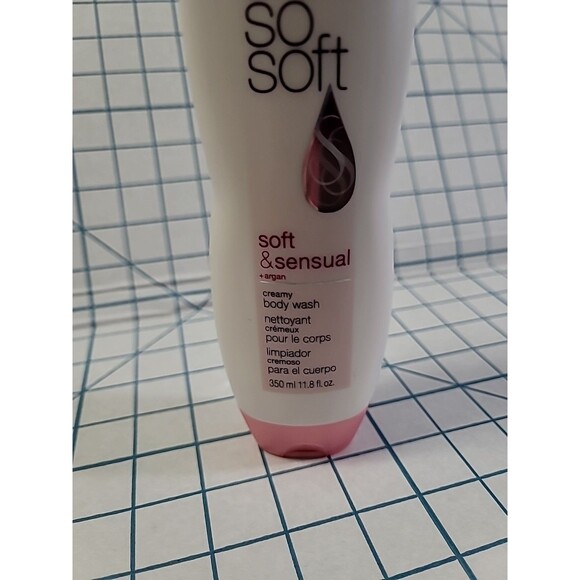 so
soft
soft
&sensual
+argan
creamy
body wash
nettoyant
crémeux
pour le corps
limpiador
cremoso
para el cuerpo
350 ml 11.8 fl. oz.